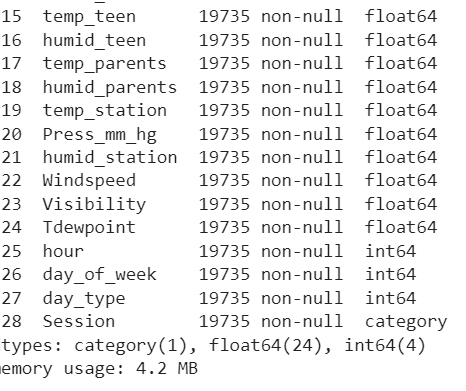 15 temp_teen 19735 non-null float64
16 humid_teen 19735 non-null float64
17 temp_parents 19735 non-null float64
18 humid_parents 19735 non-null float64
19 temp_station 19735 non-null float64
20 Press_mm_hg 19735 non-null float64
21 humid_station 19735 non-null float64
22 Windspeed 19735 non-null float64
23 Visibility 19735 non-null float64
24 Tdewpoint 19735 non-null float64
25 hour 19735 non-null int64
26 day_of_week 19735 non-null int64
27 day_type 19735 non-null int64
28 Session 19735 non-null category
types: category(1), float64(24), int64(4)
emory usage: 4.2 MB